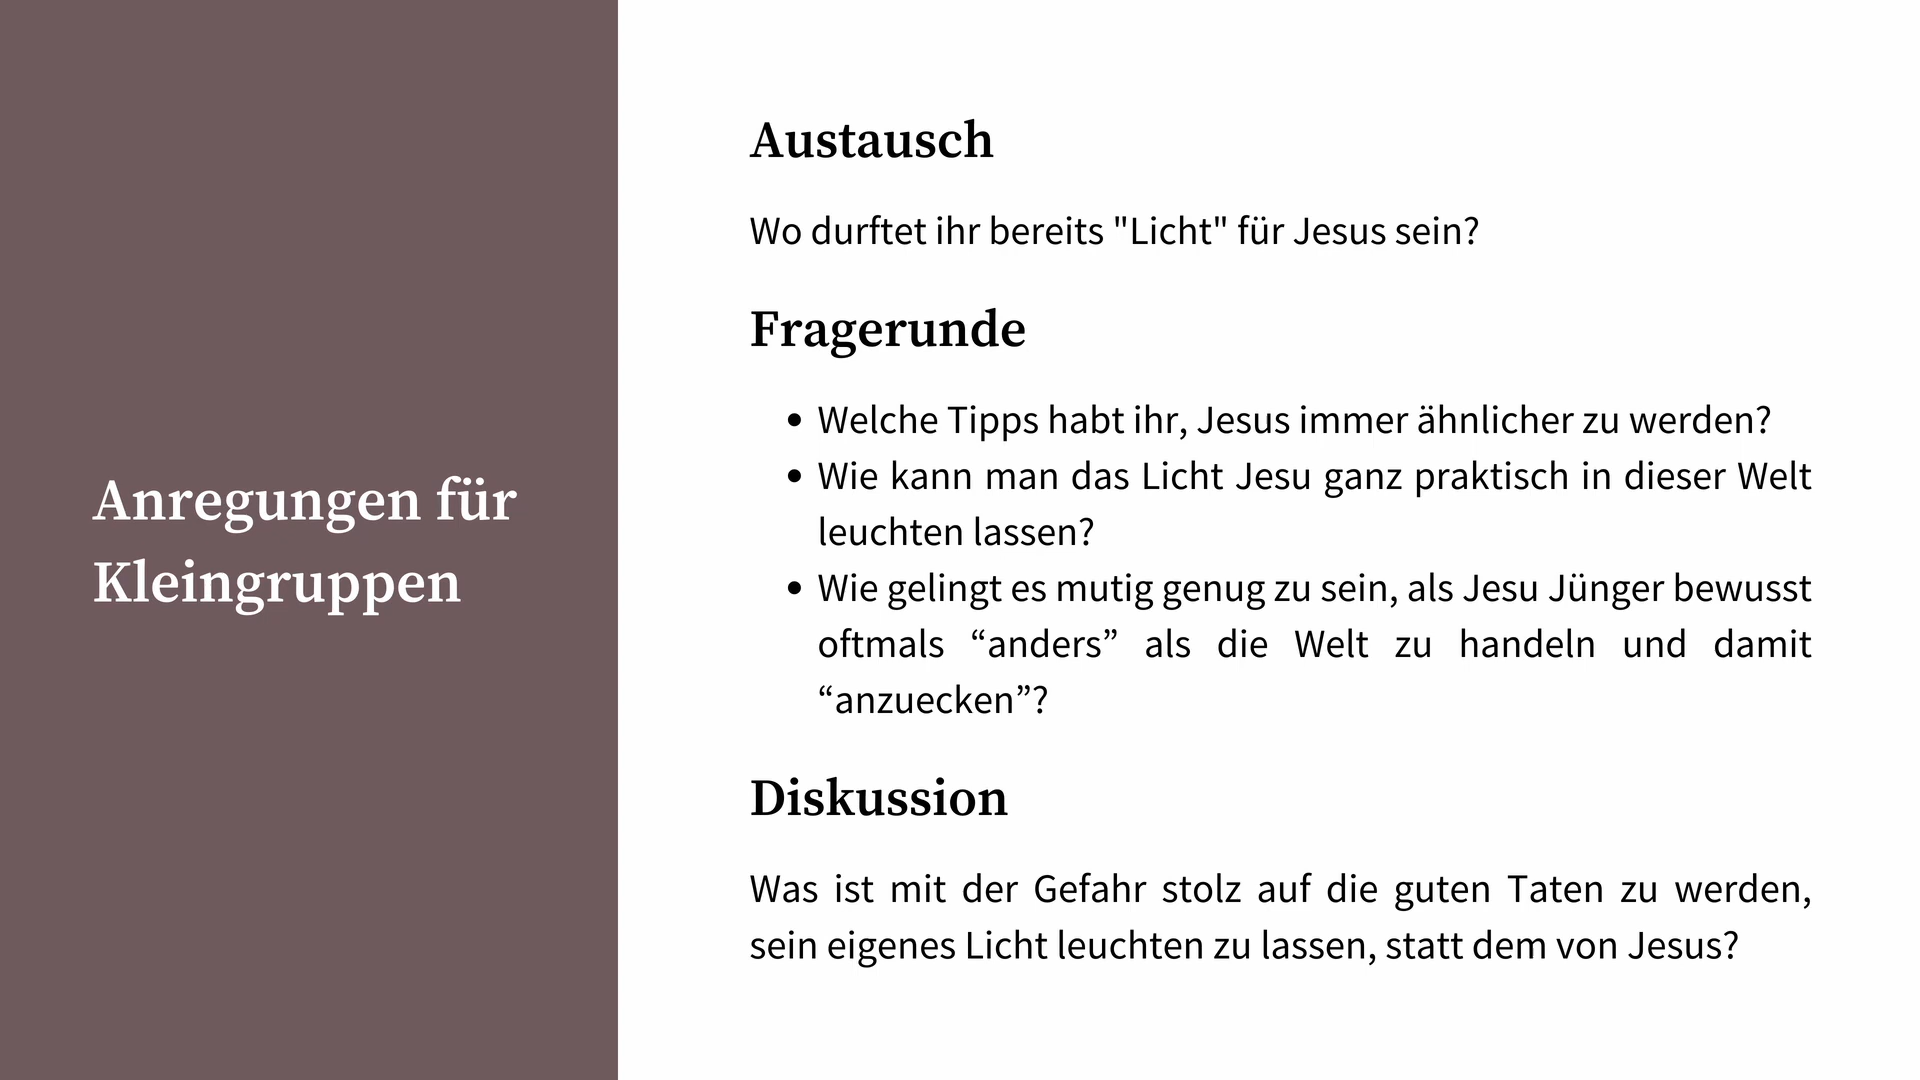 Anregungen für
Kleingruppen
Austausch
Wo durftet ihr bereits "Licht" für Jesus sein?
Fragerunde
• Welche Tipps habt ihr, Jesus immer ähnlicher zu werden?
• Wie kann man das Licht Jesu ganz praktisch in dieser Welt
leuchten lassen?
• Wie gelingt es mutig genug zu sein, als Jesu Jünger bewusst
oftmals “anders” als die Welt zu handeln und damit
“anzuecken”?
Diskussion
Was ist mit der Gefahr stolz auf die guten Taten zu werden,
sein eigenes Licht leuchten zu lassen, statt dem von Jesus?